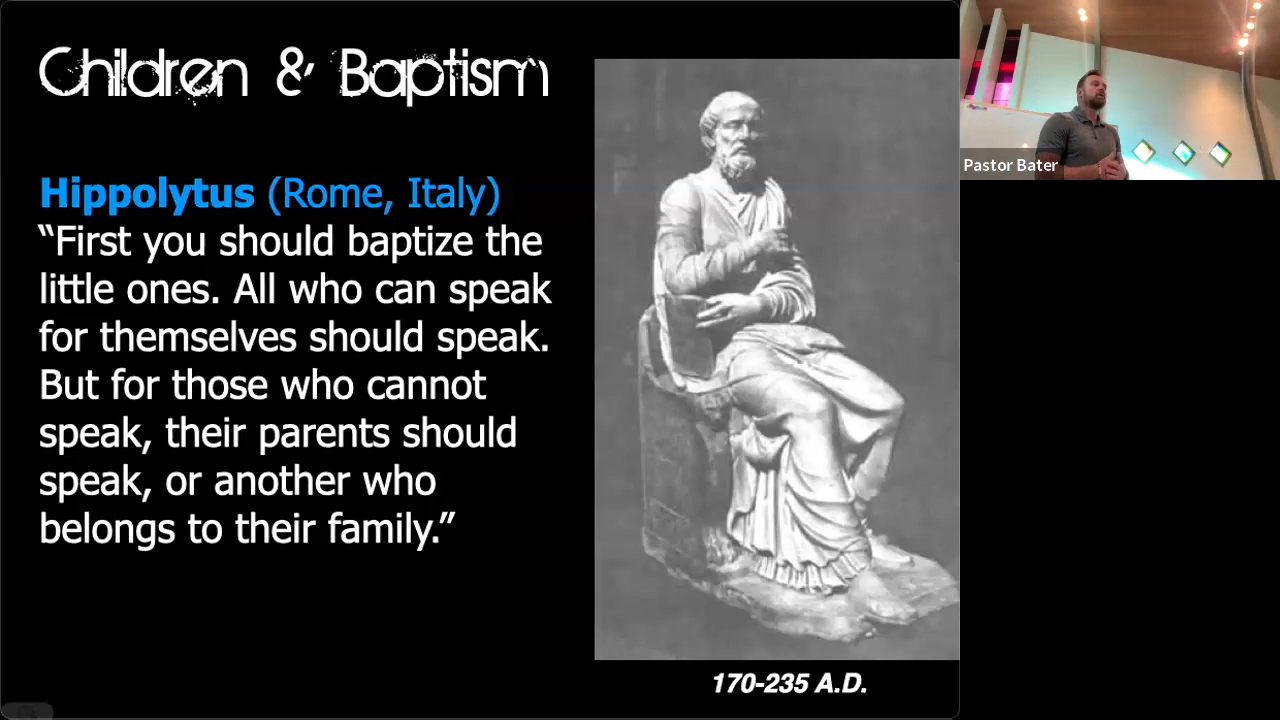 Children & Baptism
Hippolytus (Rome, Italy)
“First you should baptize the
little ones. All who can speak
for themselves should speak.
But for those who cannot
speak, their parents should
speak, or another who
belongs to their family.”
170-235 A.D.
Pastor Bater